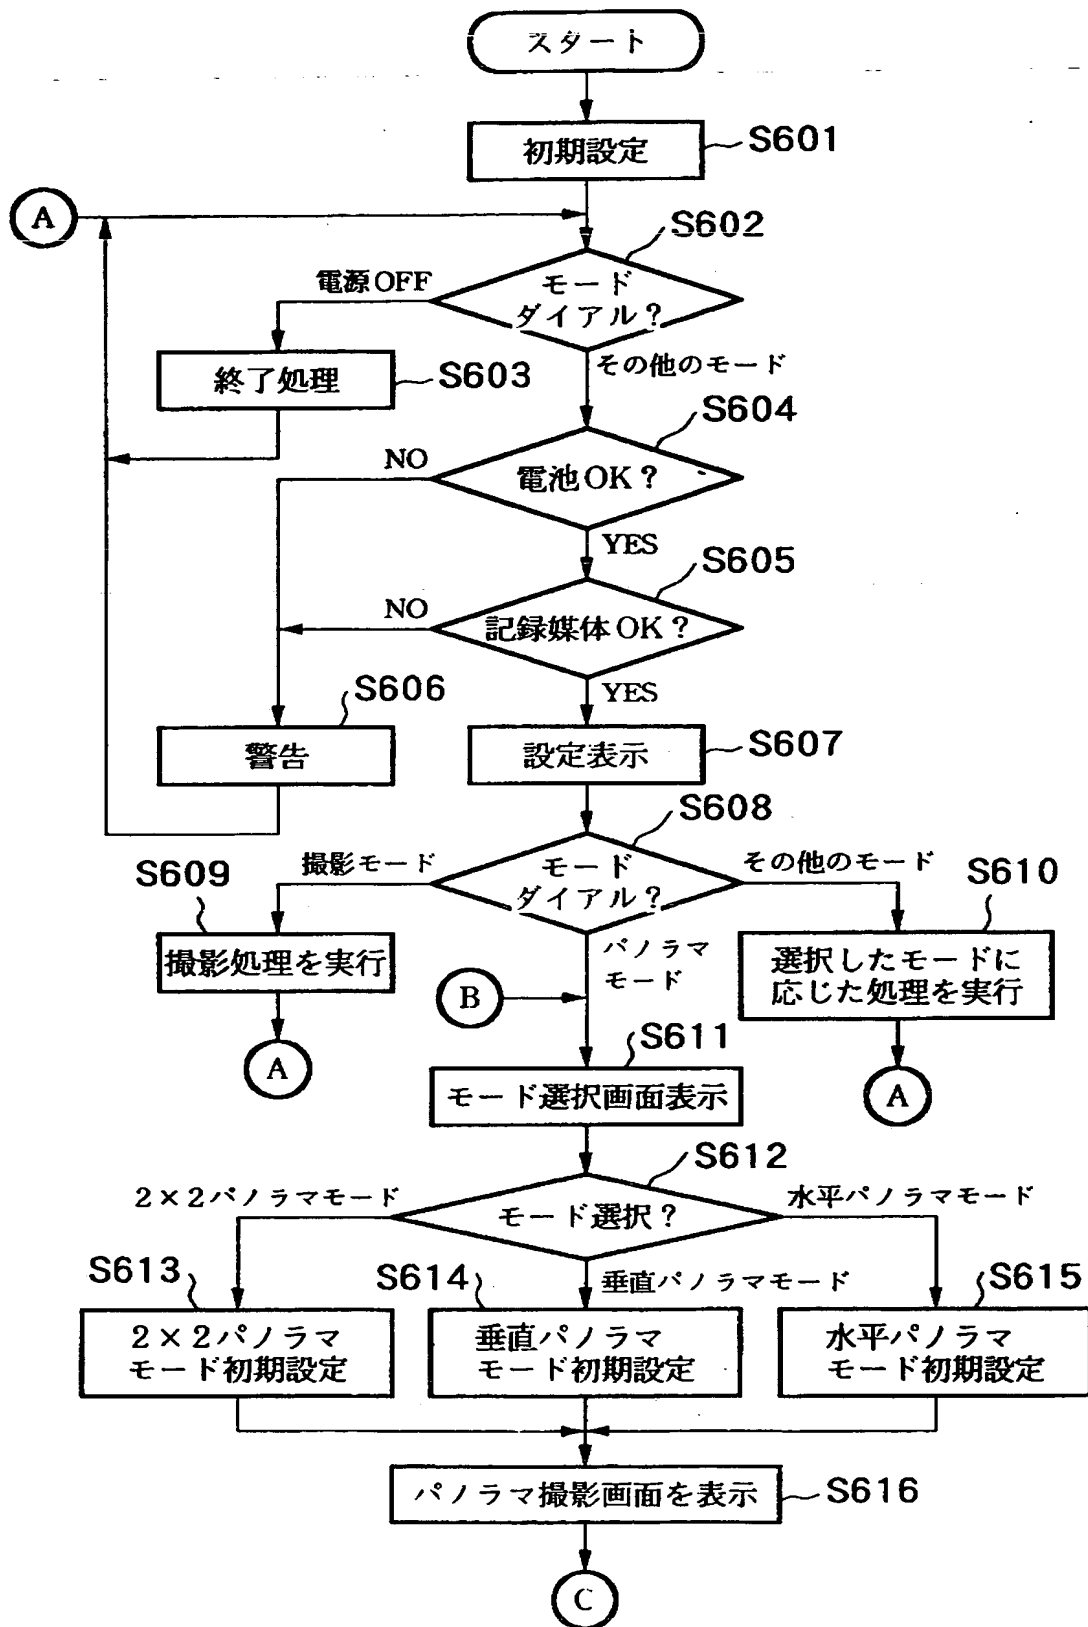 スタート
初期設定
S601
A
S602
電源OFF
モード
ダイアル?
終了処理
S603
その他のモード
S604
NO
電池OK?
YES
S605
NO
記録媒体OK?
YES
S606
警告
設定表示
S607
S608
撮影モード
モード
ダイアル?
その他のモード
S609
S610
撮影処理を実行
パノラマ
モード
選択したモードに
応じた処理を実行
B
A
S611
A
モード選択画面表示
S612
2×2パノラマモード
モード選択?
水平パノラマモード
S613
S614
垂直パノラマモード
S615
2×2パノラマ
モード初期設定
垂直パノラマ
モード初期設定
水平パノラマ
モード初期設定
パノラマ撮影画面を表示
S616
C